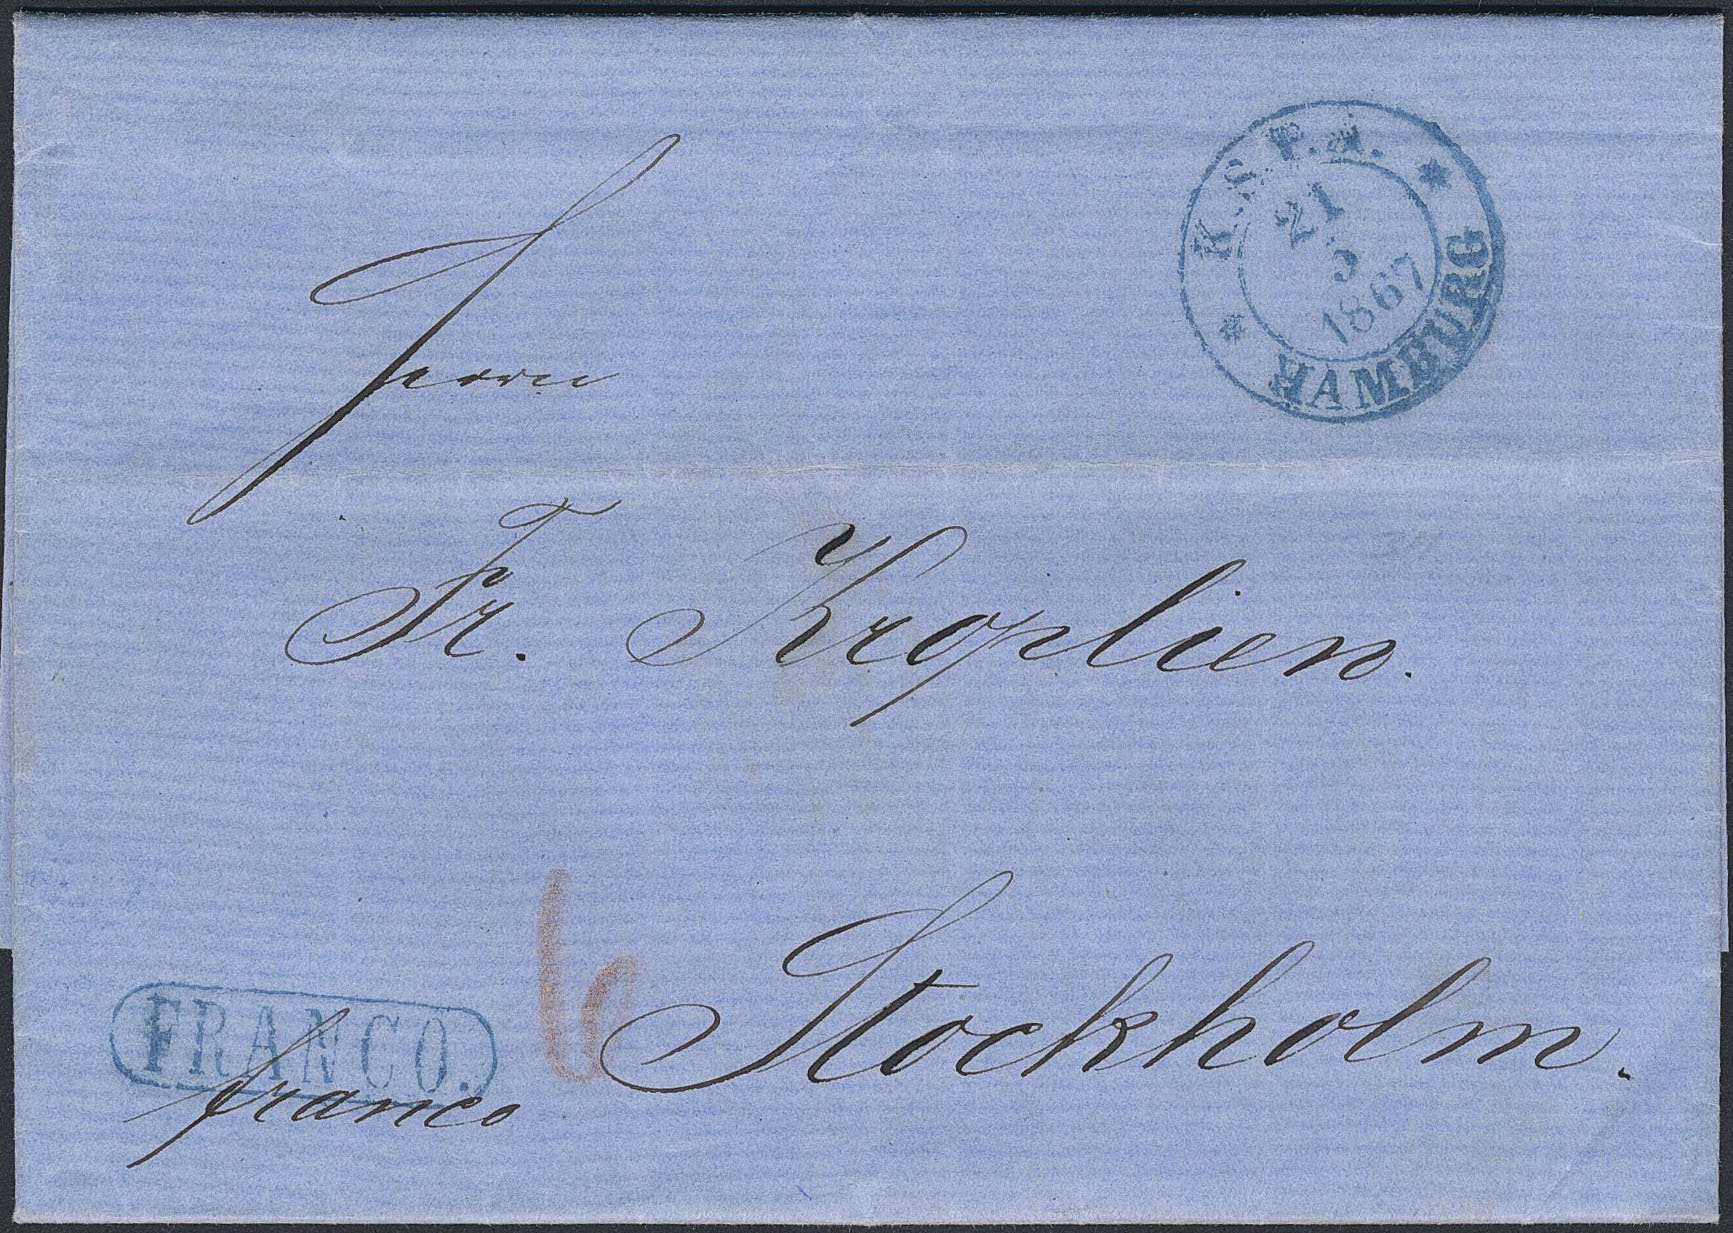 K.S.P.A.
21
5
1867
HAMBURG
Herrn
Fr. Kroplien.
Stockholm.
6
FRANCO.
franco